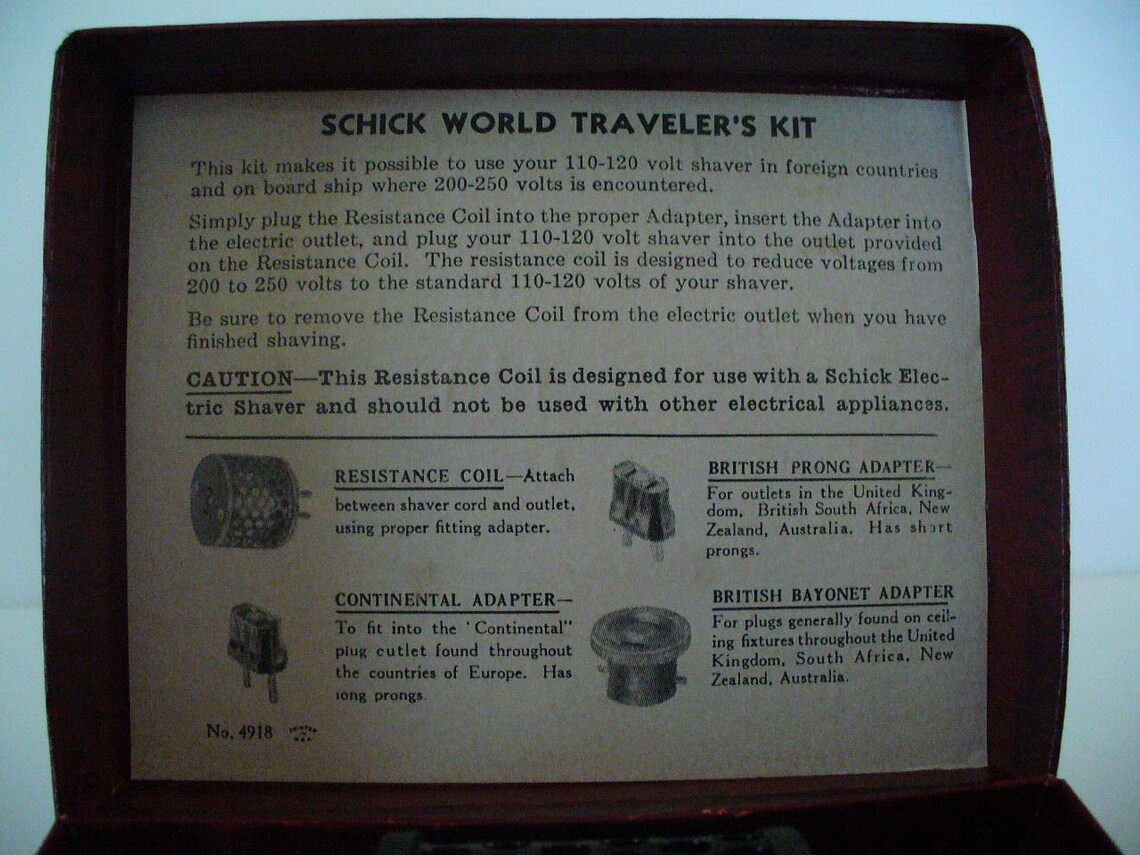 SCHICK WORLD TRAVELER'S KIT
This kit makes it possible to use your 110-120 volt shaver in foreign countries
and on board ship where 200-250 volts is encountered.
Simply plug the Resistance Coil into the proper Adapter, insert the Adapter into
the electric outlet, and plug your 110-120 volt shaver into the outlet provided
on the Resistance Coil. The resistance coil is designed to reduce voltages from
200 to 250 volts to the standard 110-120 volts of your shaver.
Be sure to remove the Resistance Coil from the electric outlet when you have
finished shaving.
CAUTION—This Resistance Coil is designed for use with a Schick Elec-
tric Shaver and should not be used with other electrical appliances.
RESISTANCE COIL—Attach
between shaver cord and outlet,
using proper fitting adapter.
BRITISH PRONG ADAPTER—
For outlets in the United King-
dom, British South Africa, New
Zealand, Australia. Has short
prongs.
CONTINENTAL ADAPTER—
To fit into the 'Continental"
plug outlet found throughout
the countries of Europe. Has
long prongs.
BRITISH BAYONET ADAPTER
For plugs generally found on ceil-
ing fixtures throughout the United
Kingdom, South Africa, New
Zealand, Australia.
No. 4918 PRINTED IN U.S.A.